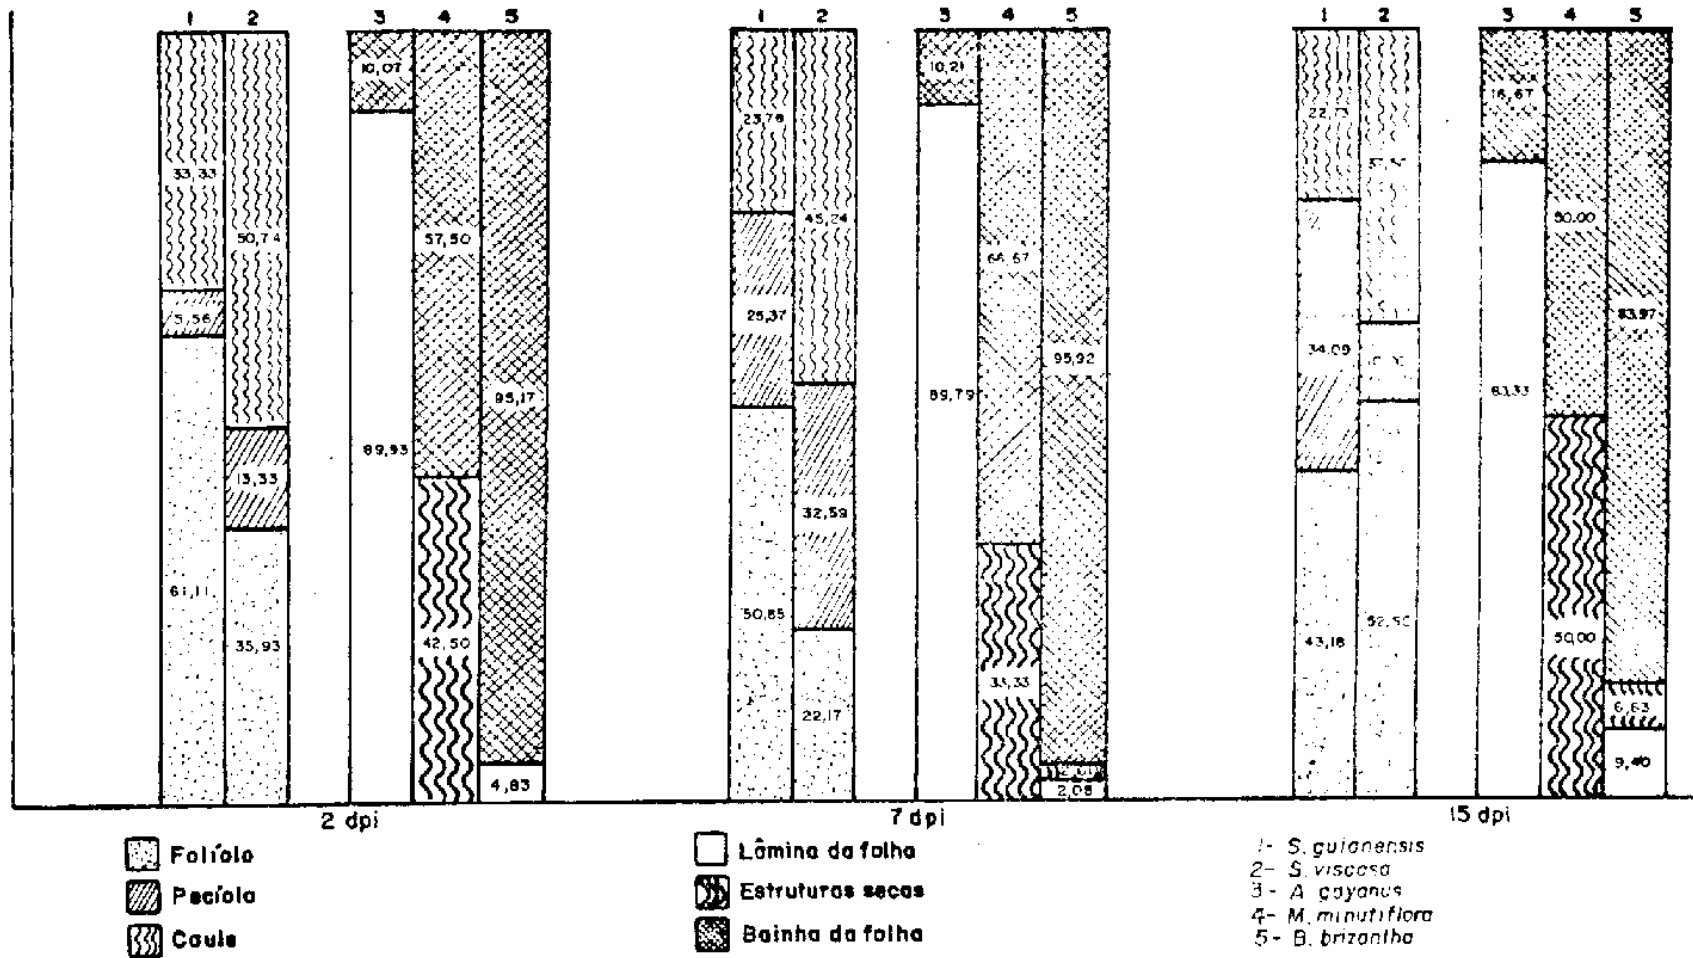 1 2 3 4 5
1 2 3 4 5
1 2 3 4 5
33,33
5,56
61,11
50,74
13,33
35,93
10,07
89,93
57,50
42,50
95,17
4,83
23,78
25,37
50,85
45,24
32,59
22,17
10,21
89,79
66,67
33,33
95,92
2,08
22,73
34,09
43,18
37,50
52,50
16,67
83,33
50,00
50,00
83,97
6,63
9,40
2 dpi
7 dpi
15 dpi
Folíolo
Pecíolo
Caule
Lâmina da folha
Estruturas secas
Bainha da folha
1- S. guianensis
2- S. viscosa
3- A. gayanus
4- M. minutiflora
5- B. brizantha